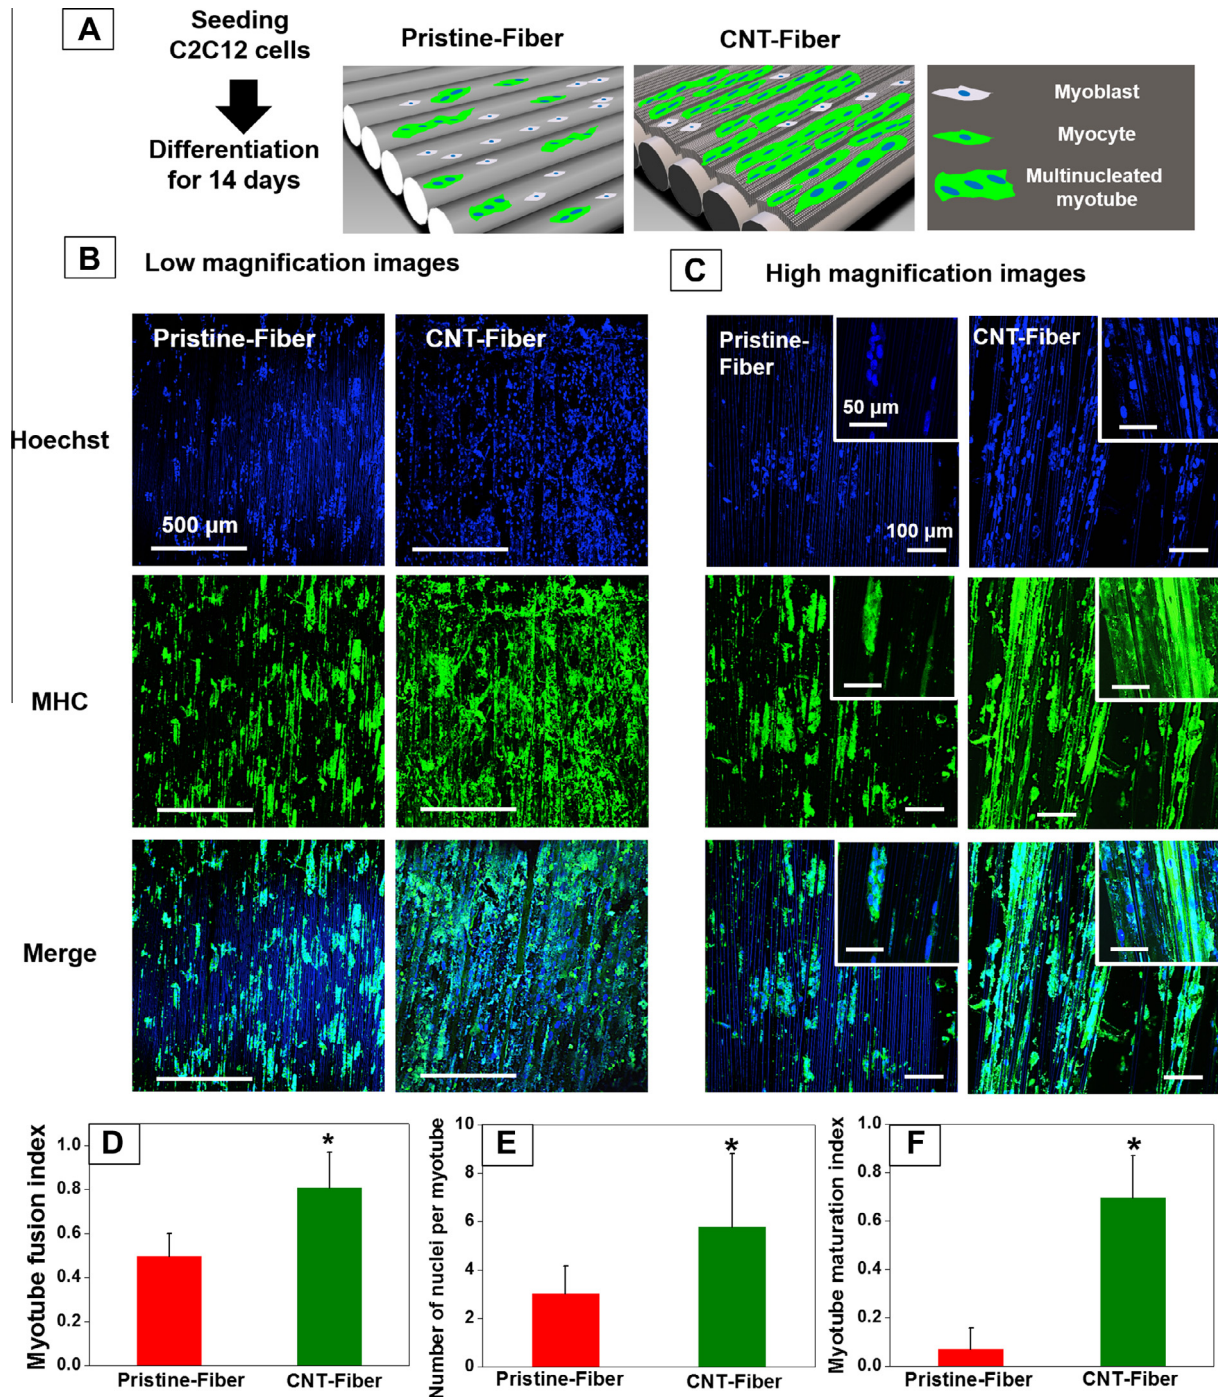 A
Seeding
C2C12 cells
Differentiation
for 14 days
Pristine-Fiber
CNT-Fiber
Myoblast
Myocyte
Multinucleated
myotube
B
Low magnification images
C
High magnification images
Pristine-Fiber
CNT-Fiber
Pristine-
Fiber
CNT-Fiber
50 µm
Hoechst
500 µm
100 µm
MHC
Merge
D
Myotube fusion index
1.0
0.8
0.6
0.4
0.2
0.0
*
Pristine-Fiber
CNT-Fiber
E
Number of nuclei per myotube
10
8
6
4
2
0
*
Pristine-Fiber
CNT-Fiber
F
Myotube maturation index
1.0
0.8
0.6
0.4
0.2
0.0
*
Pristine-Fiber
CNT-Fiber